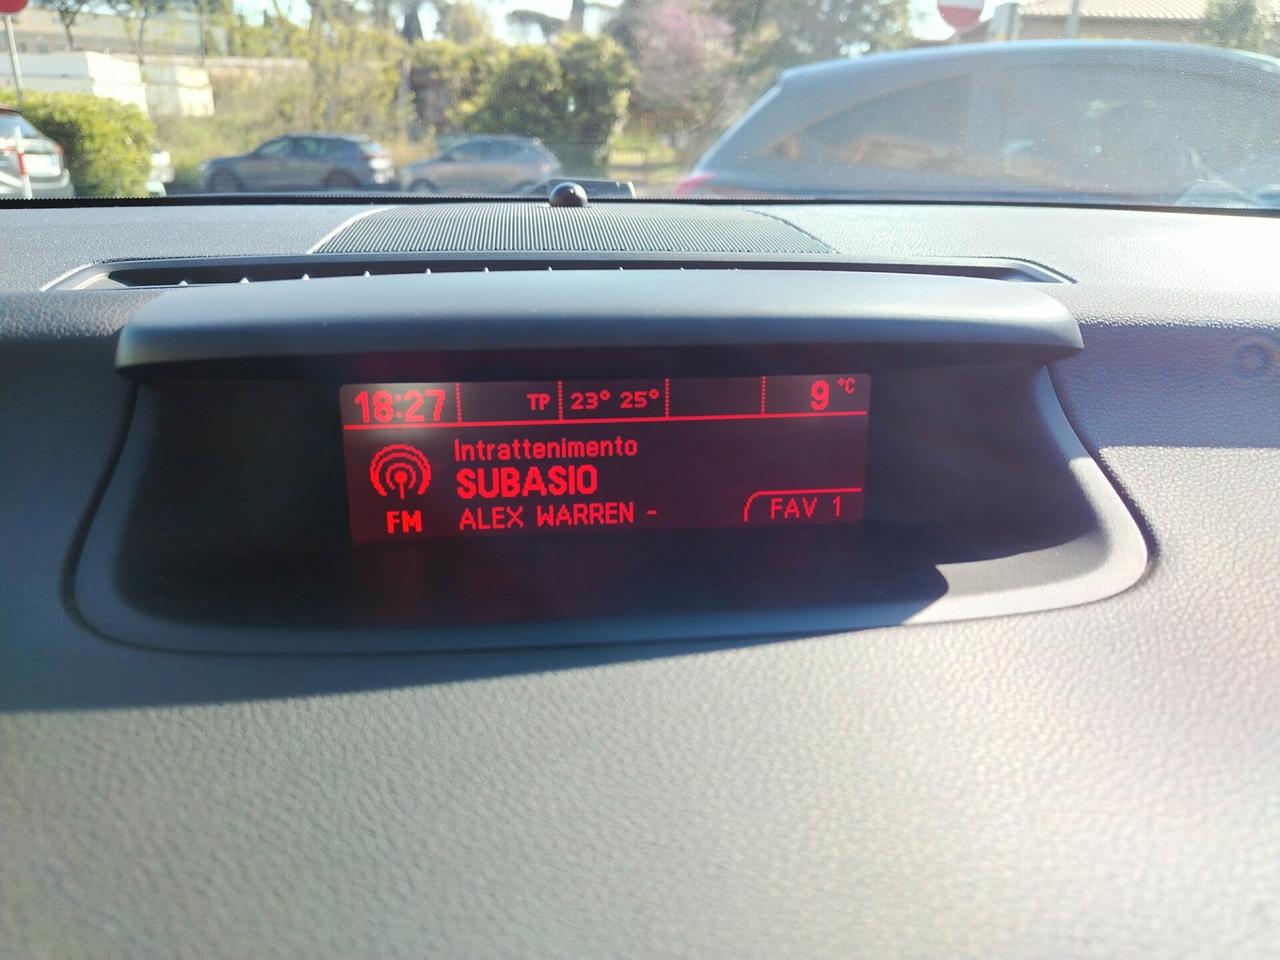 18:27 TP 23° 25° 9 °C
Intrattenimento
SUBASIO
FM ALEX WARREN - FAV 1